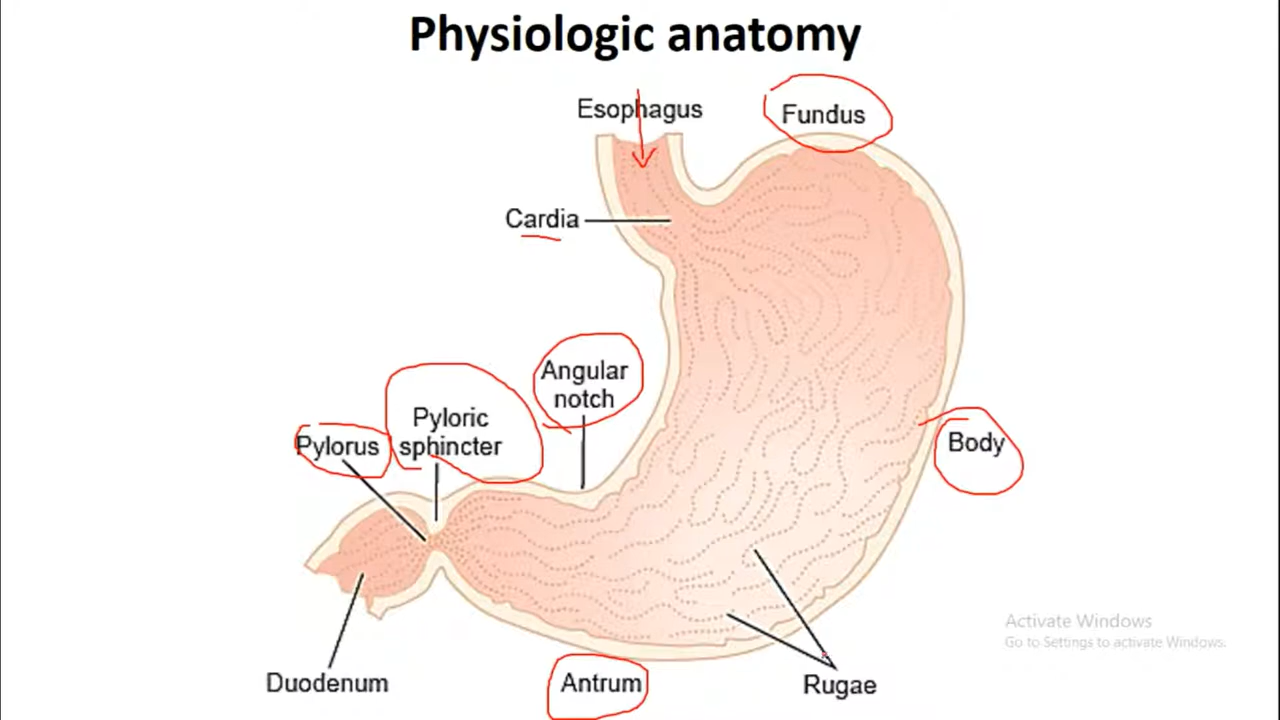 Physiologic anatomy
Esophagus
Fundus
Cardia
Angular
notch
Pyloric
sphincter
Pylorus
Body
Activate Windows
Go to Settings to activate Windows.
Duodenum
Antrum
Rugae